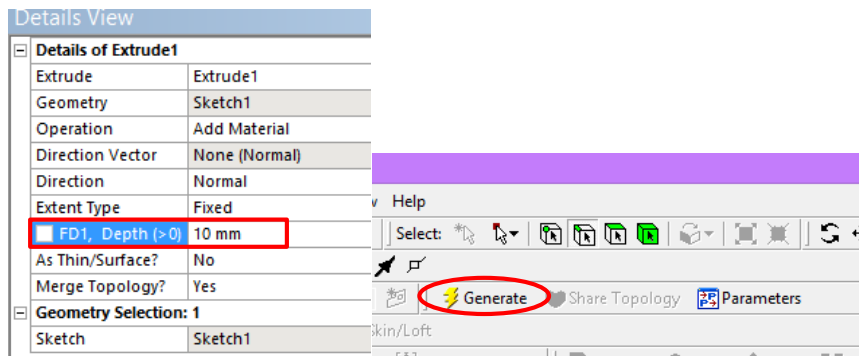 Details View
Details of Extrude1
Extrude Extrude1
Geometry Sketch1
Operation Add Material
Direction Vector None (Normal)
Direction Normal
Extent Type Fixed
FD1, Depth (>0) 10 mm
As Thin/Surface? No
Merge Topology? Yes
Geometry Selection: 1
Sketch Sketch1
Help
Select:
Generate Share Topology Parameters
Skin/Loft